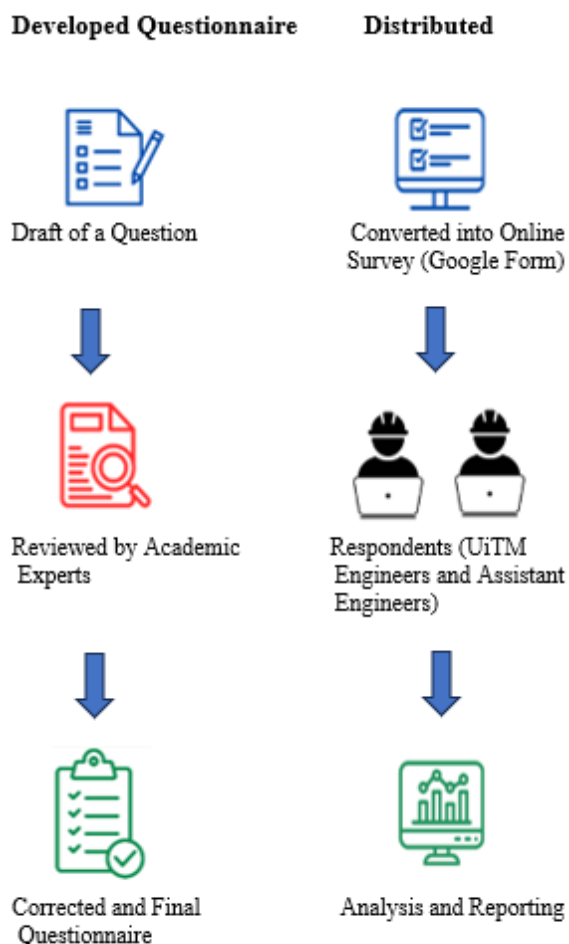 Developed Questionnaire
Draft of a Question
Reviewed by Academic
Experts
Corrected and Final
Questionnaire
Distributed
Converted into Online
Survey (Google Form)
Respondents (UiTM
Engineers and Assistant
Engineers)
Analysis and Reporting